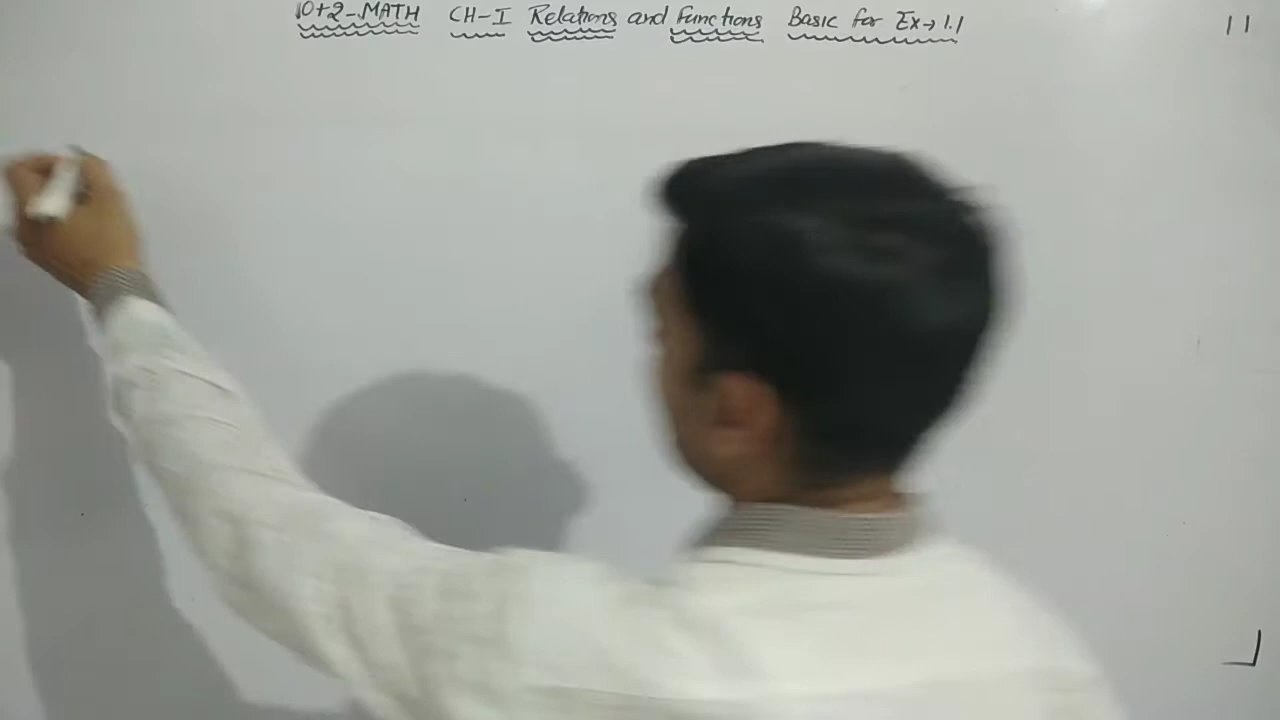 10+2-MATH CH-I Relations and Functions Basic for Ex→1.1
11